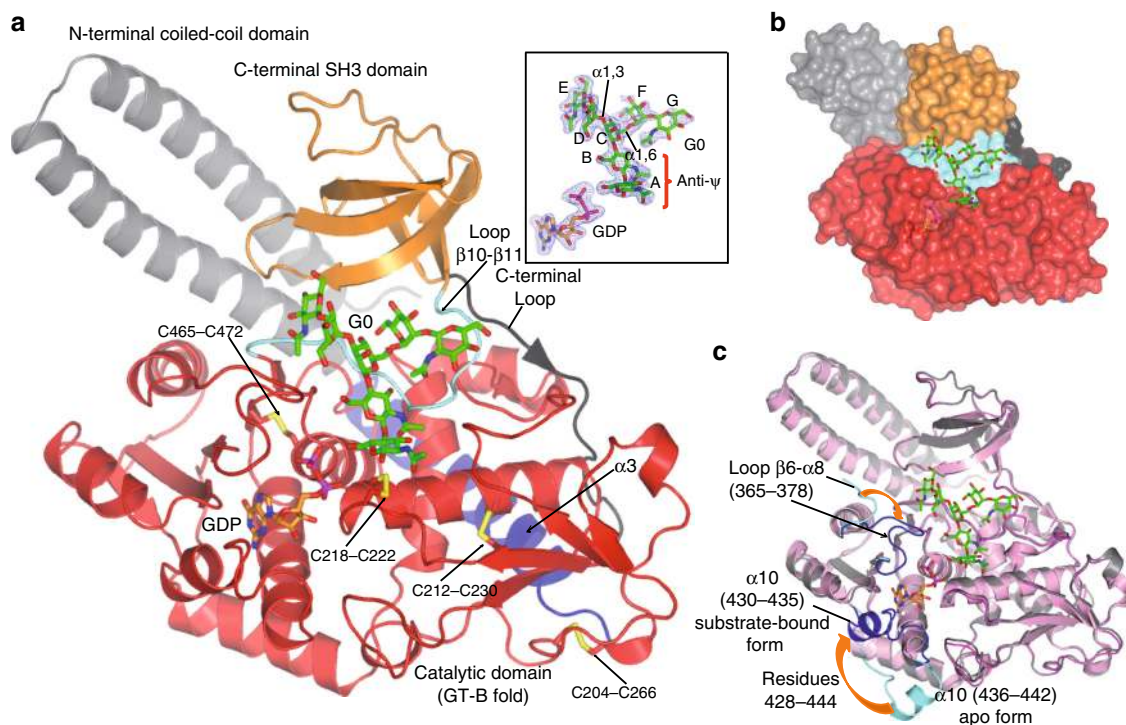 a
N-terminal coiled-coil domain
C-terminal SH3 domain
Loop
β10-β11
C-terminal
Loop
C465–C472
G0
GDP
C218–C222
C212–C230
α3
C204–C266
Catalytic domain
(GT-B fold)
α1,3
E
F
G
D
C
G0
B
α1,6
A
Anti-ψ
GDP
b
c
Loop β6-α8
(365–378)
α10
(430–435)
substrate-bound
form
Residues
428–444
α10 (436–442)
apo form